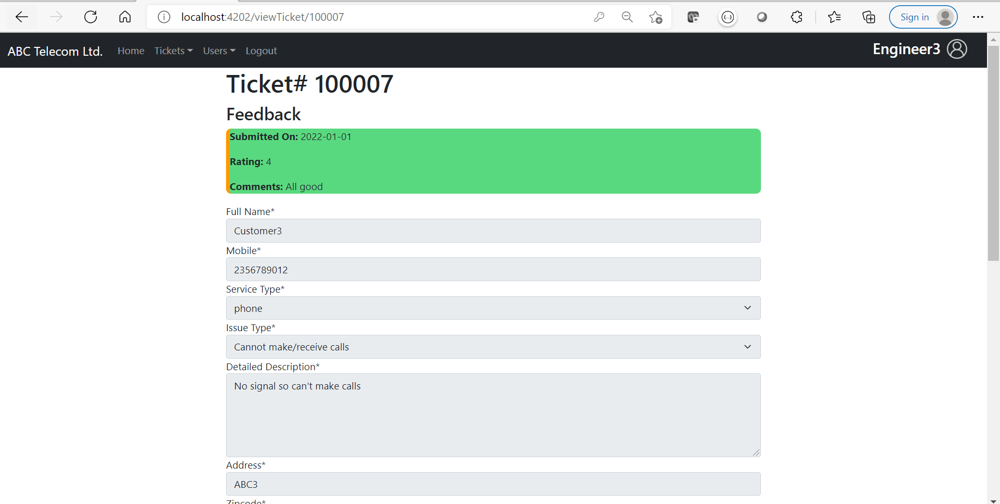 localhost:4202/viewTicket/100007
Sign in
ABC Telecom Ltd. Home Tickets Users Logout
Engineer3
Ticket# 100007
Feedback
Submitted On: 2022-01-01
Rating: 4
Comments: All good
Full Name*
Customer3
Mobile*
2356789012
Service Type*
phone
Issue Type*
Cannot make/receive calls
Detailed Description*
No signal so can't make calls
Address*
ABC3
Zipcode*